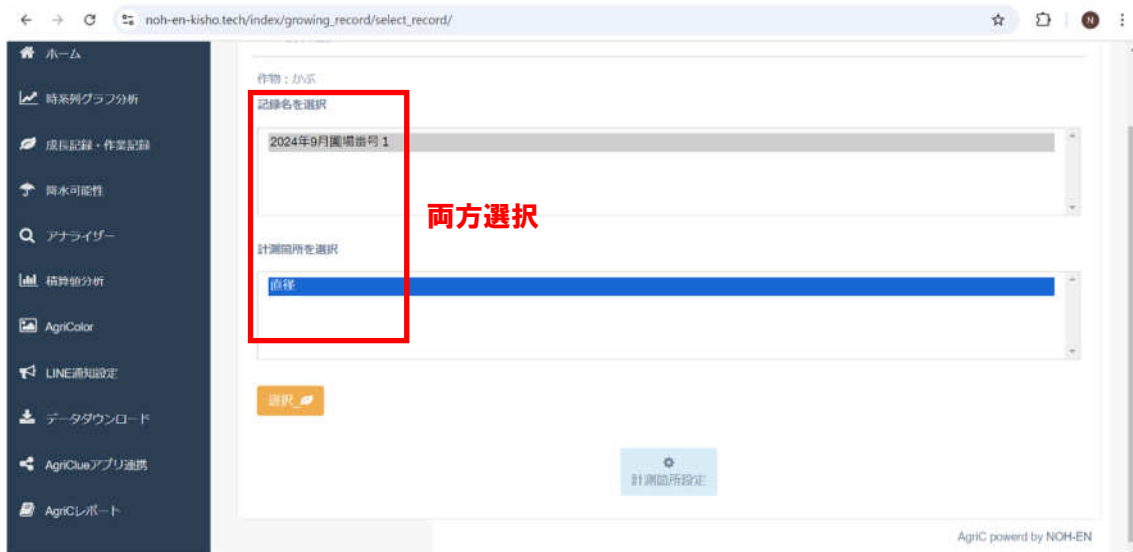 noh-en-kisho.tech/index/growing_record/select_record/
N
ホーム
時系列グラフ分析
成長記録・作業記録
降水可能性
アナライザー
積算値分析
AgriColor
LINE通知設定
データダウンロード
AgriClueアプリ連携
AgriCレポート
作物：かぶ
記録名を選択
2024年9月圃場番号1
両方選択
計測箇所を選択
直径
選択_
計測箇所設定
AgriC powerd by NOH-EN